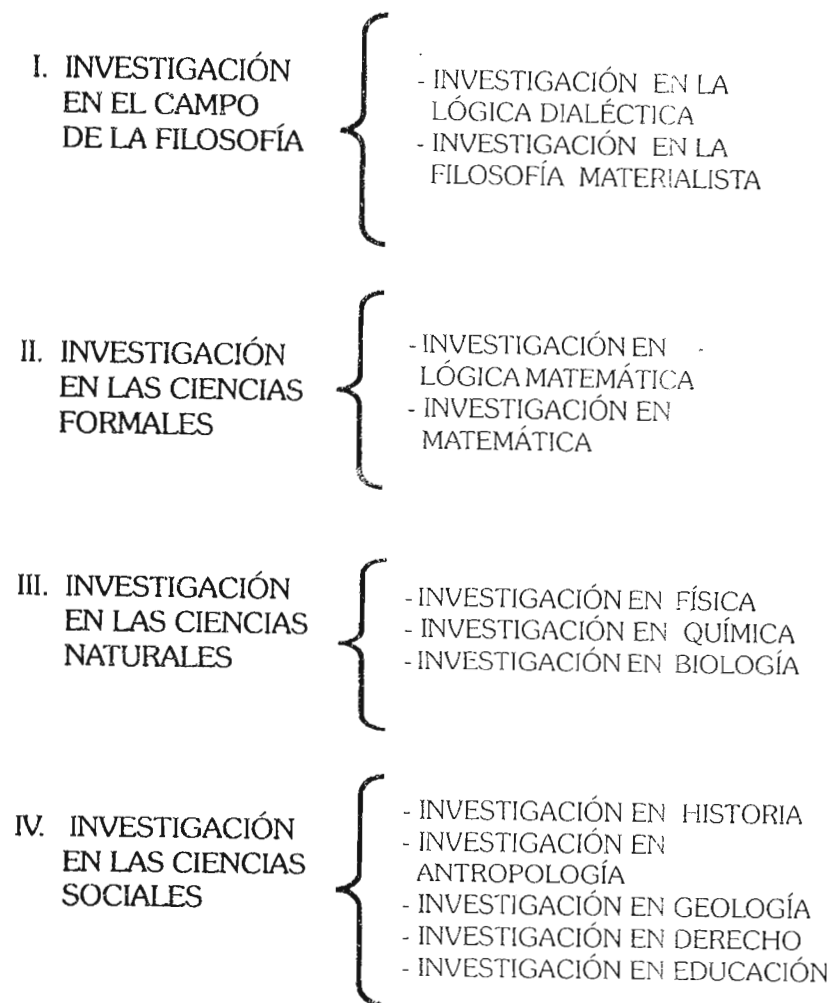 I. INVESTIGACIÓN
EN EL CAMPO
DE LA FILOSOFÍA
- INVESTIGACIÓN EN LA
LÓGICA DIALÉCTICA
- INVESTIGACIÓN EN LA
FILOSOFÍA MATERIALISTA
II. INVESTIGACIÓN
EN LAS CIENCIAS
FORMALES
- INVESTIGACIÓN EN
LÓGICA MATEMÁTICA
- INVESTIGACIÓN EN
MATEMÁTICA
III. INVESTIGACIÓN
EN LAS CIENCIAS
NATURALES
- INVESTIGACIÓN EN FÍSICA
- INVESTIGACIÓN EN QUÍMICA
- INVESTIGACIÓN EN BIOLOGÍA
IV. INVESTIGACIÓN
EN LAS CIENCIAS
SOCIALES
- INVESTIGACIÓN EN HISTORIA
- INVESTIGACIÓN EN
ANTROPOLOGÍA
- INVESTIGACIÓN EN GEOLOGÍA
- INVESTIGACIÓN EN DERECHO
- INVESTIGACIÓN EN EDUCACIÓN